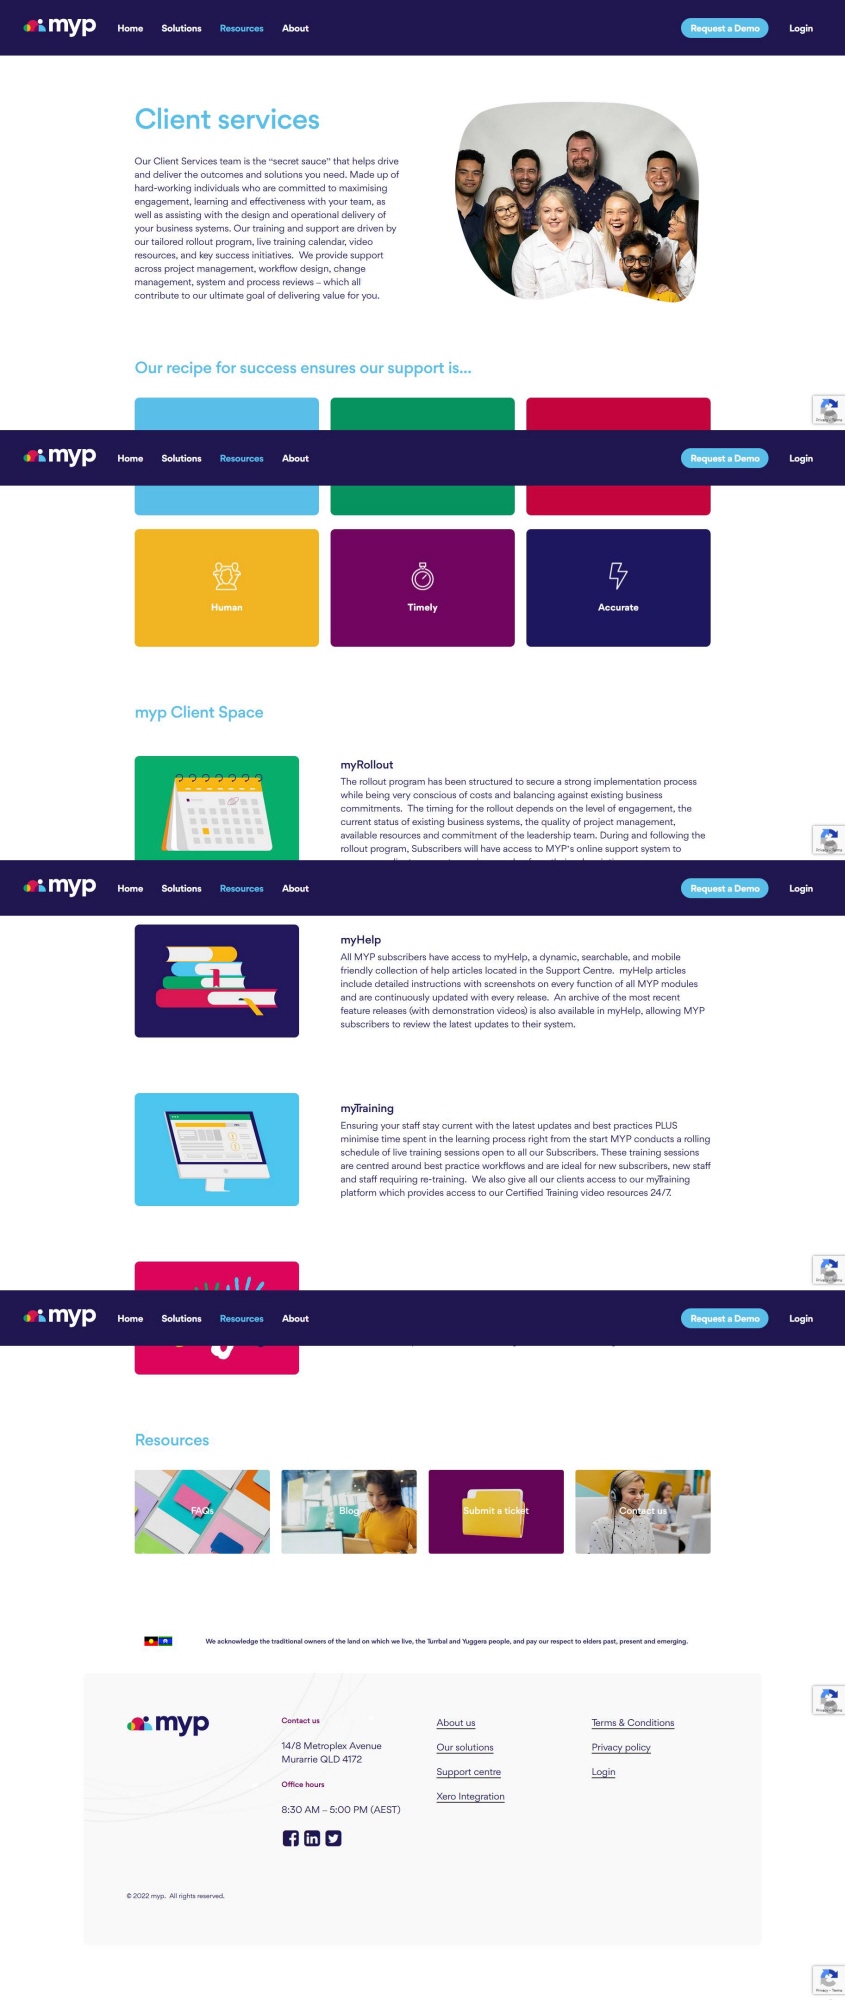 myp Home Solutions Resources About Request a Demo Login
Client services
Our Client Services team is the “secret sauce” that helps drive
and deliver the outcomes and solutions you need. Made up of
hard-working individuals who are committed to maximising
engagement, learning and effectiveness with your team, as
well as assisting with the design and operational delivery of
your business systems. Our training and support are driven by
our tailored rollout program, live training calendar, video
resources, and key success initiatives.  We provide support
across project management, workflow design, change
management, system and process reviews – which all
contribute to our ultimate goal of delivering value for you.
Our recipe for success ensures our support is...
Privacy - Terms
myp Home Solutions Resources About Request a Demo Login
Human
Timely
Accurate
myp Client Space
myRollout
The rollout program has been structured to secure a strong implementation process
while being very conscious of costs and balancing against existing business
commitments.  The timing for the rollout depends on the level of engagement, the
current status of existing business systems, the quality of project management,
available resources and commitment of the leadership team. During and following the
rollout program, Subscribers will have access to MYP's online support system to
Privacy - Terms
myp Home Solutions Resources About Request a Demo Login
myHelp
All MYP subscribers have access to myHelp, a dynamic, searchable, and mobile
friendly collection of help articles located in the Support Centre.  myHelp articles
include detailed instructions with screenshots on every function of all MYP modules
and are continuously updated with every release.  An archive of the most recent
feature releases (with demonstration videos) is also available in myHelp, allowing MYP
subscribers to review the latest updates to their system.
myTraining
Ensuring your staff stay current with the latest updates and best practices PLUS
minimise time spent in the learning process right from the start MYP conducts a rolling
schedule of live training sessions open to all our Subscribers. These training sessions
are centred around best practice workflows and are ideal for new subscribers, new staff
and staff requiring re-training.  We also give all our clients access to our myTraining
platform which provides access to our Certified Training video resources 24/7.
Privacy - Terms
myp Home Solutions Resources About Request a Demo Login
Resources
FAQs
Blog
Submit a ticket
Contact us
We acknowledge the traditional owners of the land on which we live, the Turrbal and Yuggera people, and pay our respect to elders past, present and emerging.
Privacy - Terms
myp
Contact us
14/8 Metroplex Avenue
Murarrie QLD 4172
Office hours
8:30 AM – 5:00 PM (AEST)
About us
Our solutions
Support centre
Xero Integration
Terms & Conditions
Privacy policy
Login
© 2022 myp.  All rights reserved.
Privacy - Terms